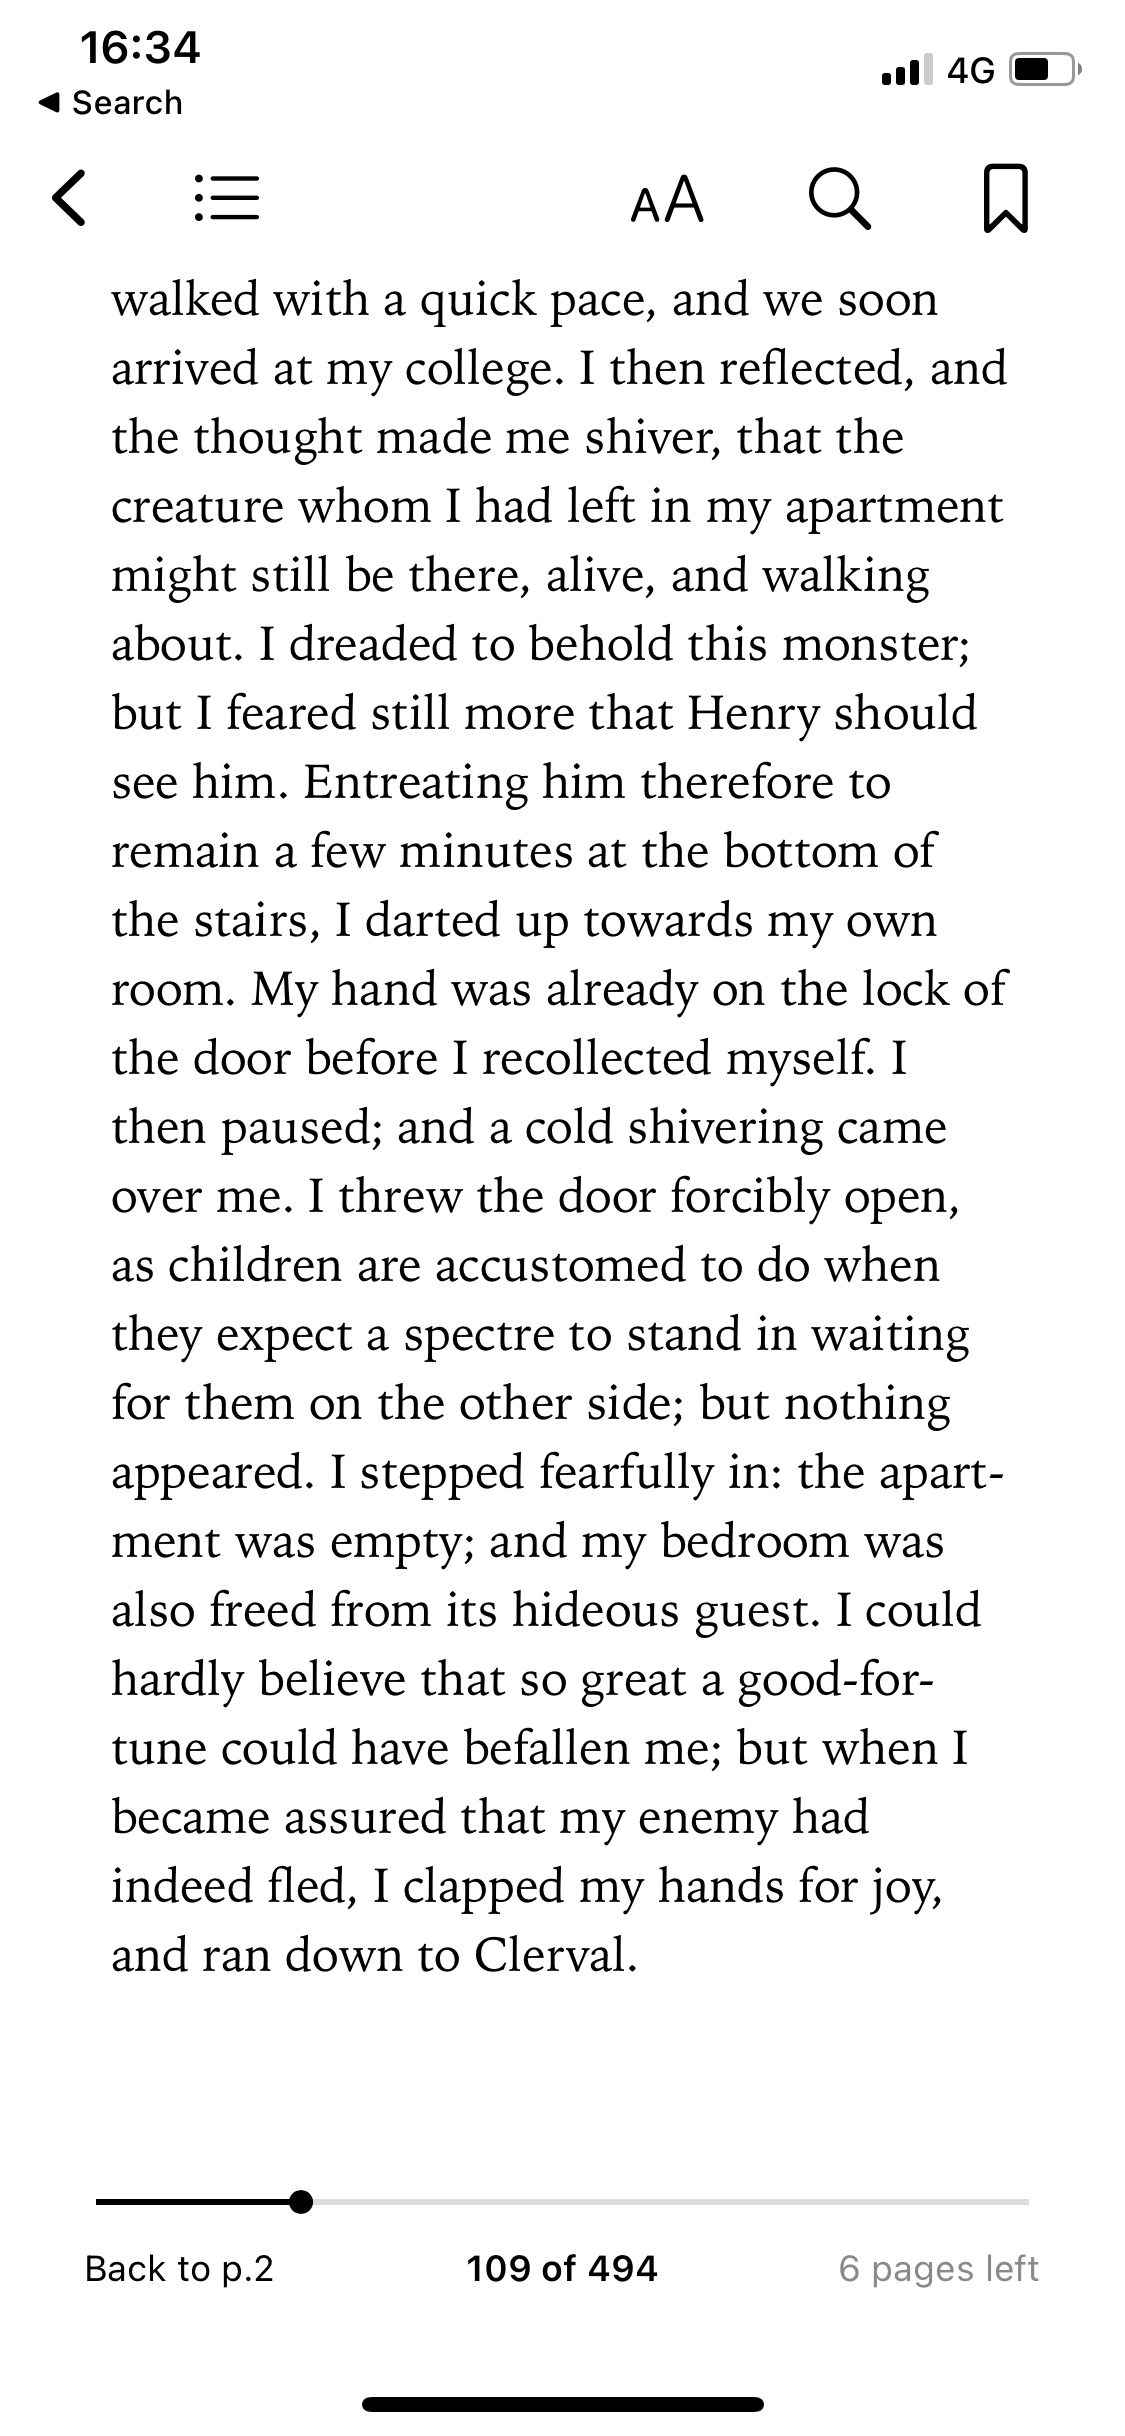 16:34
4G
Search
AA
walked with a quick pace, and we soon
arrived at my college. I then reflected, and
the thought made me shiver, that the
creature whom I had left in my apartment
might still be there, alive, and walking
about. I dreaded to behold this monster;
but I feared still more that Henry should
see him. Entreating him therefore to
remain a few minutes at the bottom of
the stairs, I darted up towards my own
room. My hand was already on the lock of
the door before I recollected myself. I
then paused; and a cold shivering came
over me. I threw the door forcibly open,
as children are accustomed to do when
they expect a spectre to stand in waiting
for them on the other side; but nothing
appeared. I stepped fearfully in: the apart-
ment was empty; and my bedroom was
also freed from its hideous guest. I could
hardly believe that so great a good-for-
tune could have befallen me; but when I
became assured that my enemy had
indeed fled, I clapped my hands for joy,
and ran down to Clerval.
Back to p.2
109 of 494
6 pages left